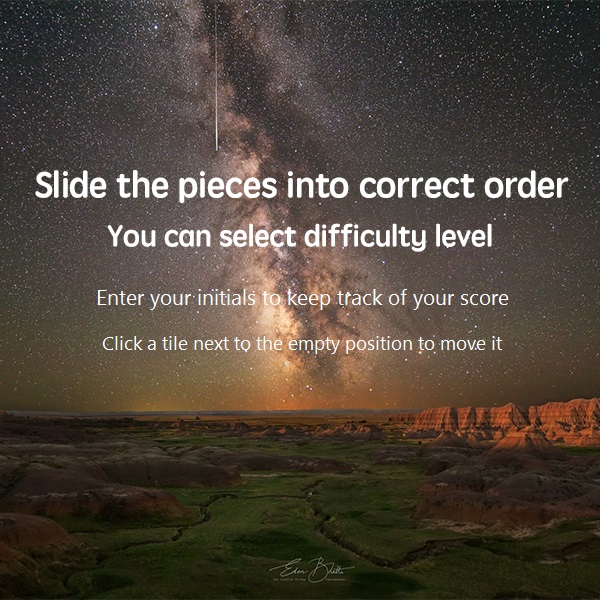 Slide the pieces into correct order
You can select difficulty level
Enter your initials to keep track of your score
Click a tile next to the empty position to move it